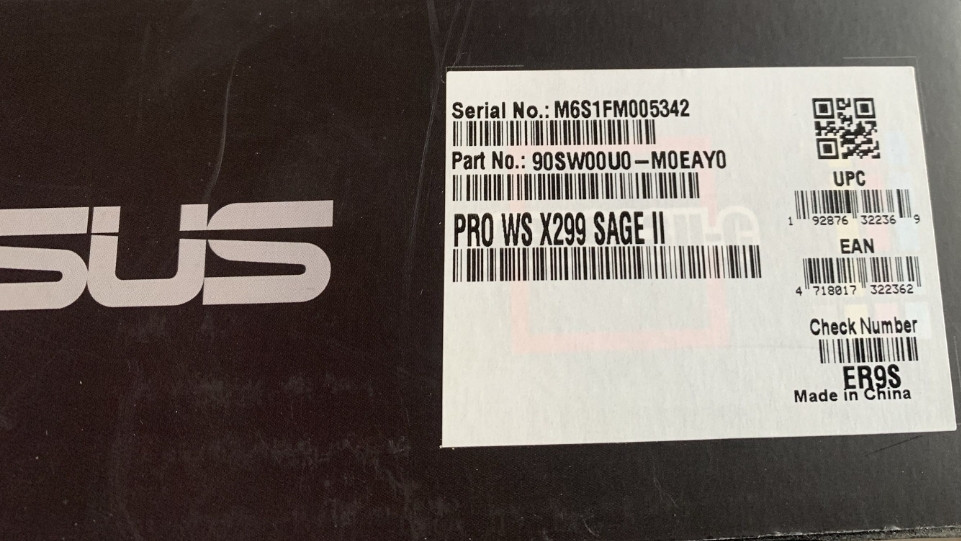 SUS
Serial No.: M6S1FM005342
Part No.: 90SW00U0-M0EAY0
PRO WS X299 SAGE II
UPC
1 92876 32236 9
EAN
4 718017 322362
Check Number
ER9S
Made in China